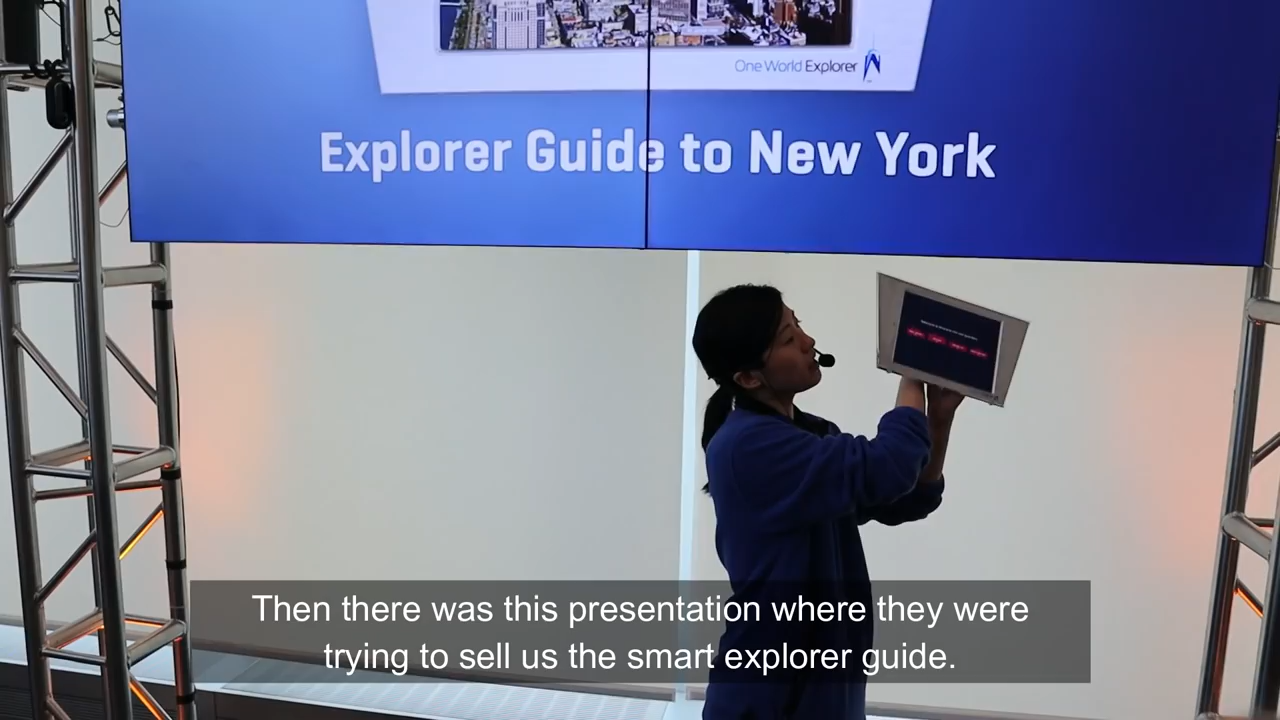 One World Explorer
Explorer Guide to New York
Then there was this presentation where they were
trying to sell us the smart explorer guide.